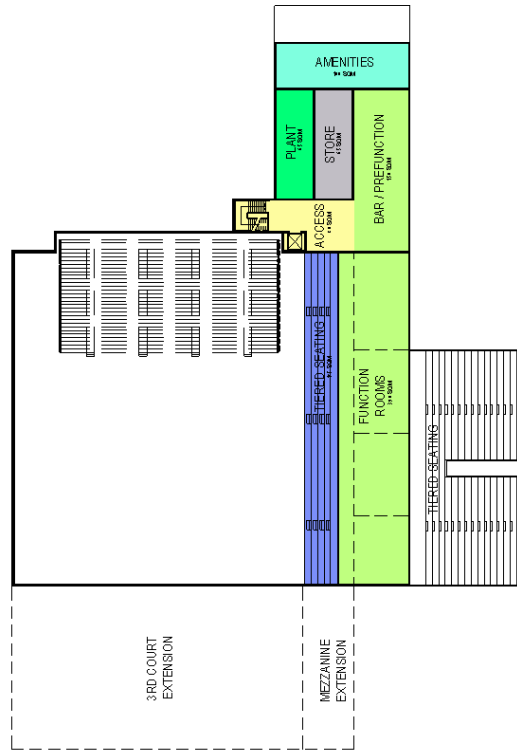 AMENITIES
PLANT
STORE
BAR / PREFUNCTION
ACCESS
TIERED SEATING
FUNCTION
ROOMS
TIERED SEATING
3RD COURT
EXTENSION
MEZZANINE
EXTENSION